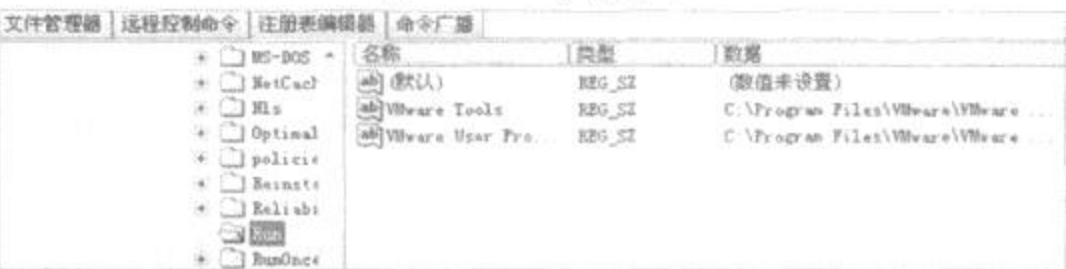 文件管理器 远程控制命令 注册表编辑器 命令广播
名称 类型 数据
MS-DOS
NetCacl
Nls
Optimal
policie
Reinsta
Reliabi
Run
RunOnce
(默认) REG_SZ (数值未设置)
VMware Tools REG_SZ C:\Program Files\VMware\VMware ...
VMware User Pro... REG_SZ C:\Program Files\VMware\VMware ...